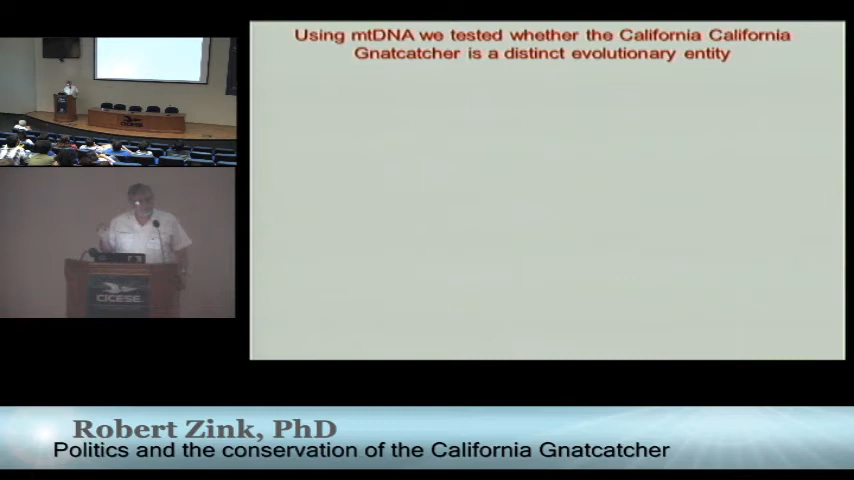 Using mtDNA we tested whether the California California
Gnatcatcher is a distinct evolutionary entity
CICESE
CICESE
Robert Zink, PhD
Politics and the conservation of the California Gnatcatcher